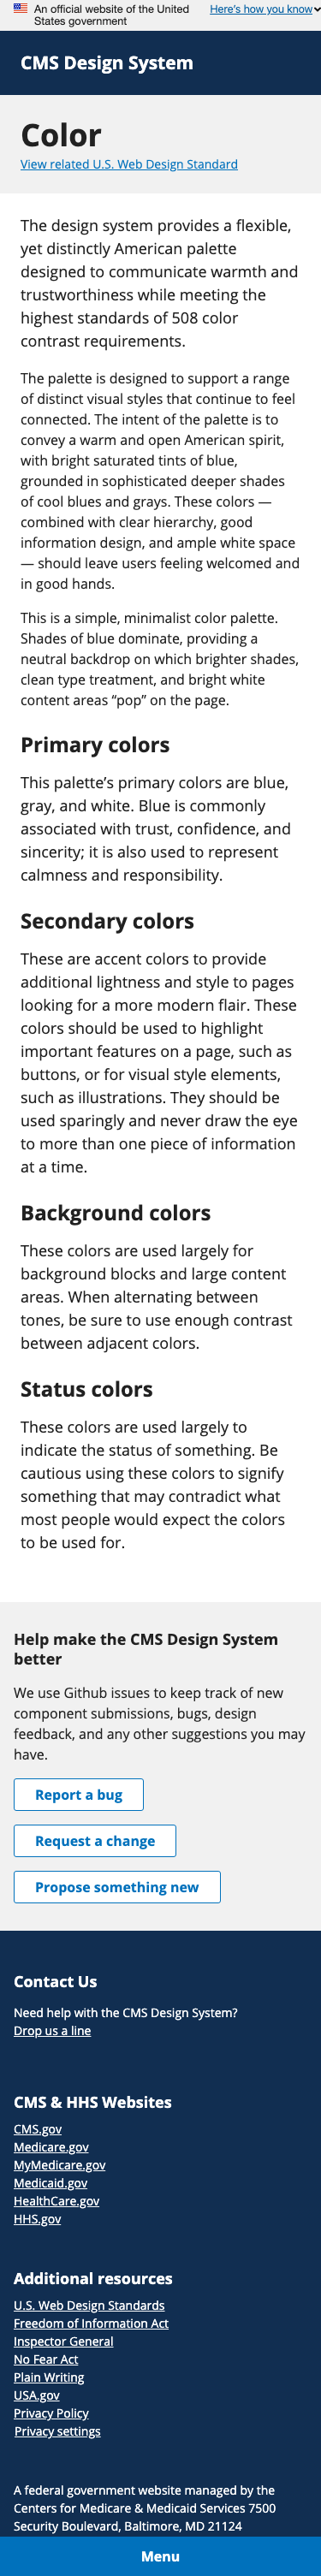 An official website of the United
States government
Here's how you know
CMS Design System
Color
View related U.S. Web Design Standard
The design system provides a flexible,
yet distinctly American palette
designed to communicate warmth and
trustworthiness while meeting the
highest standards of 508 color
contrast requirements.
The palette is designed to support a range
of distinct visual styles that continue to feel
connected. The intent of the palette is to
convey a warm and open American spirit,
with bright saturated tints of blue,
grounded in sophisticated deeper shades
of cool blues and grays. These colors —
combined with clear hierarchy, good
information design, and ample white space
— should leave users feeling welcomed and
in good hands.
This is a simple, minimalist color palette.
Shades of blue dominate, providing a
neutral backdrop on which brighter shades,
clean type treatment, and bright white
content areas “pop” on the page.
Primary colors
This palette’s primary colors are blue,
gray, and white. Blue is commonly
associated with trust, confidence, and
sincerity; it is also used to represent
calmness and responsibility.
Secondary colors
These are accent colors to provide
additional lightness and style to pages
looking for a more modern flair. These
colors should be used to highlight
important features on a page, such as
buttons, or for visual style elements,
such as illustrations. They should be
used sparingly and never draw the eye
to more than one piece of information
at a time.
Background colors
These colors are used largely for
background blocks and large content
areas. When alternating between
tones, be sure to use enough contrast
between adjacent colors.
Status colors
These colors are used largely to
indicate the status of something. Be
cautious using these colors to signify
something that may contradict what
most people would expect the colors
to be used for.
Help make the CMS Design System
better
We use Github issues to keep track of new
component submissions, bugs, design
feedback, and any other suggestions you may
have.
Report a bug
Request a change
Propose something new
Contact Us
Need help with the CMS Design System?
Drop us a line
CMS & HHS Websites
CMS.gov
Medicare.gov
MyMedicare.gov
Medicaid.gov
HealthCare.gov
HHS.gov
Additional resources
U.S. Web Design Standards
Freedom of Information Act
Inspector General
No Fear Act
Plain Writing
USA.gov
Privacy Policy
Privacy settings
A federal government website managed by the
Centers for Medicare & Medicaid Services 7500
Security Boulevard, Baltimore, MD 21124
Menu